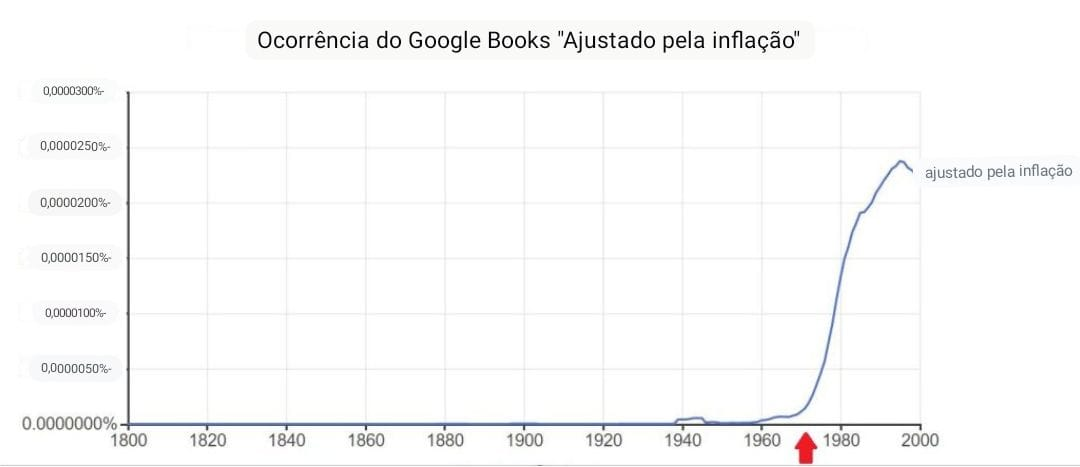 Ocorrência do Google Books "Ajustado pela inflação"
0,0000300%-
0,0000250%-
0,0000200%-
0,0000150%-
0,0000100%-
0,0000050%-
0.0000000%
1800 1820 1840 1860 1880 1900 1920 1940 1960 1980 2000
ajustado pela inflação